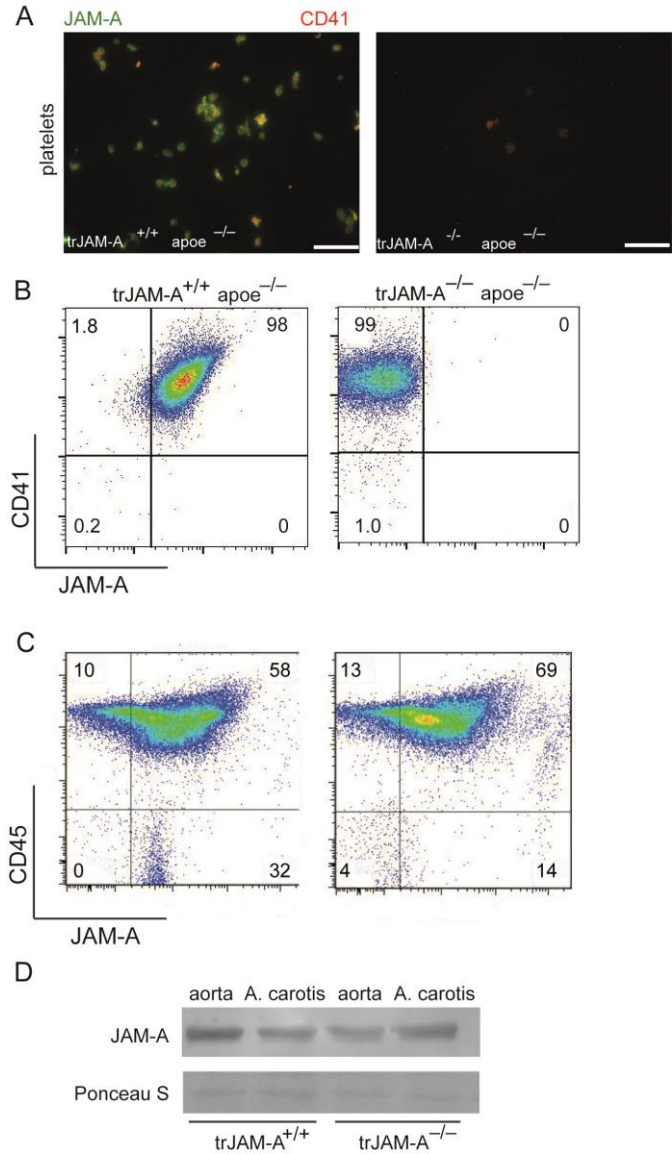 A
JAM-A CD41
platelets
trJAM-A +/+ apoe −/−
trJAM-A -/- apoe −/−
B
trJAM-A+/+ apoe−/− trJAM-A−/− apoe−/−
1.8 98 99 0
0.2 0 1.0 0
CD41
JAM-A
C
10 58 13 69
0 32 4 14
CD45
JAM-A
D
aorta A. carotis aorta A. carotis
JAM-A
Ponceau S
trJAM-A+/+ trJAM-A−/−